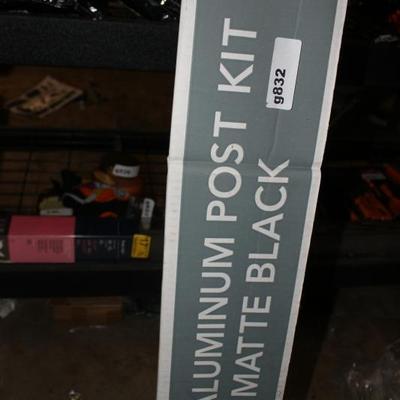 ALUMINUM POST KIT
MATTE BLACK
g832